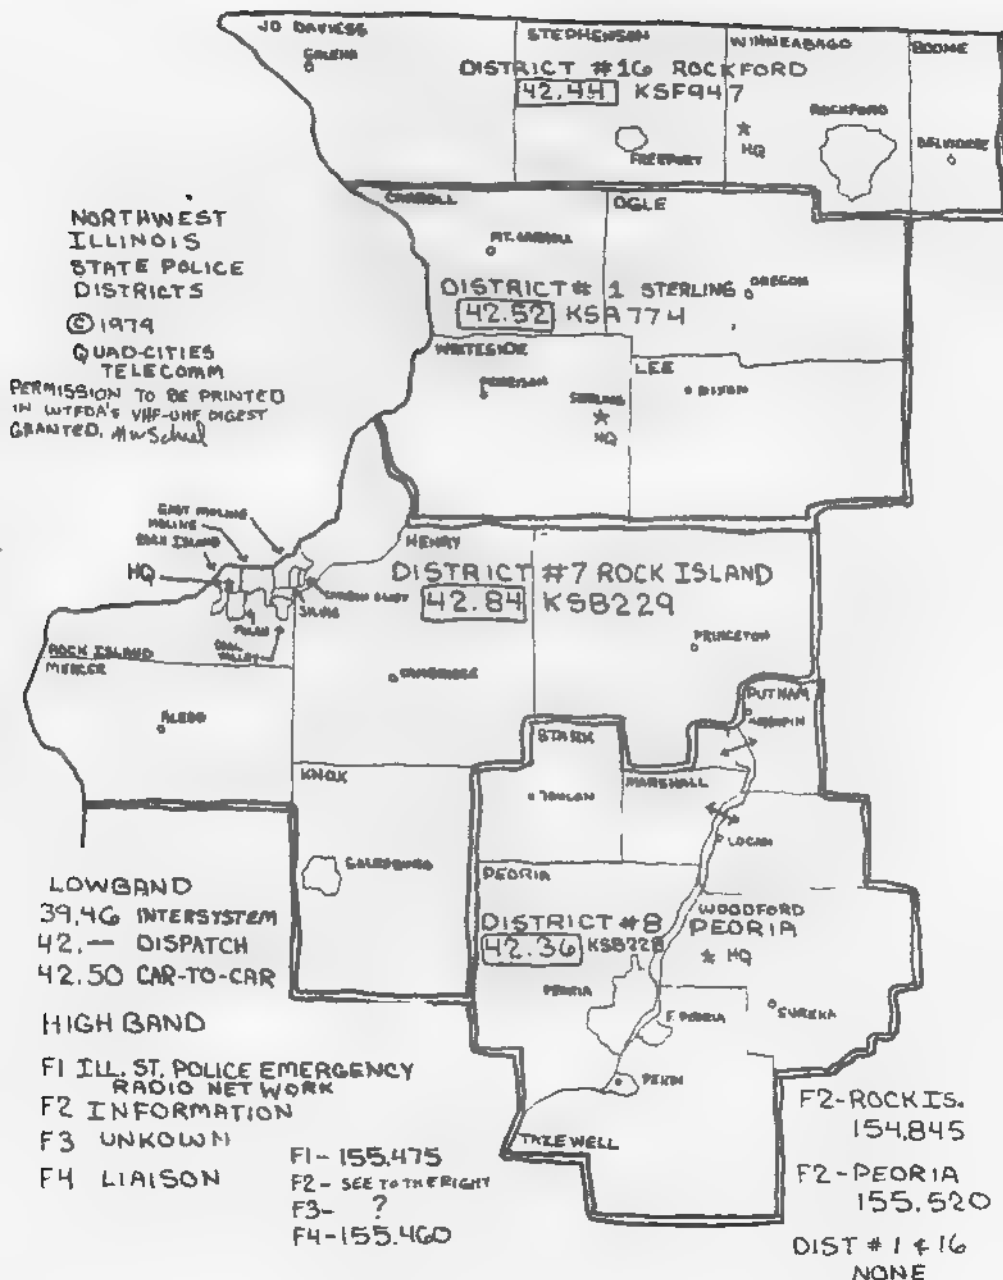 JO DAVIESS
GALENA
STEPHENSON
WINNEABAGO
BOONE
DISTRICT #16 ROCKFORD
42.44 KSF947
ROCKFORD
FREEPORT
HQ
BELVIDERE
CARROLL
OGLE
MT. CARROLL
DISTRICT # 1 STERLING
OREGON
42.52 KSA774
WHITESIDE
LEE
MORRISON
STERLING
HQ
DIXON
NORTHWEST
ILLINOIS
STATE POLICE
DISTRICTS
© 1979
QUAD-CITIES
TELECOMM
PERMISSION TO BE PRINTED
IN WTFDA'S VHF-UHF DIGEST
GRANTED.
EAST MOLINE
MOLINE
ROCK ISLAND
HQ
HENRY
DISTRICT #7 ROCK ISLAND
42.84 KSB229
SILVIS
MILAN
COAL
VALLEY
PRINCETON
ROCK ISLAND
MERCER
CAMBRIDGE
ALEDO
PUTNAM
HENNEPIN
STARK
KNOX
MARSHALL
TOULON
LOCAN
GALESBURG
PEORIA
WOODFORD
DISTRICT #8 PEORIA
42.36 KSB228
HQ
PEORIA
E. PEORIA
EUREKA
PEKIN
TAZEWELL
LOWBAND
39.46 INTERSYSTEM
42.— DISPATCH
42.50 CAR-TO-CAR
HIGH BAND
F1 ILL. ST. POLICE EMERGENCY
RADIO NETWORK
F2 INFORMATION
F3 UNKOWN
F4 LIAISON
F1- 155.475
F2- SEE TO THE RIGHT
F3- ?
F4-155.460
F2-ROCK IS.
154.845
F2-PEORIA
155.520
DIST # 1 & 16
NONE